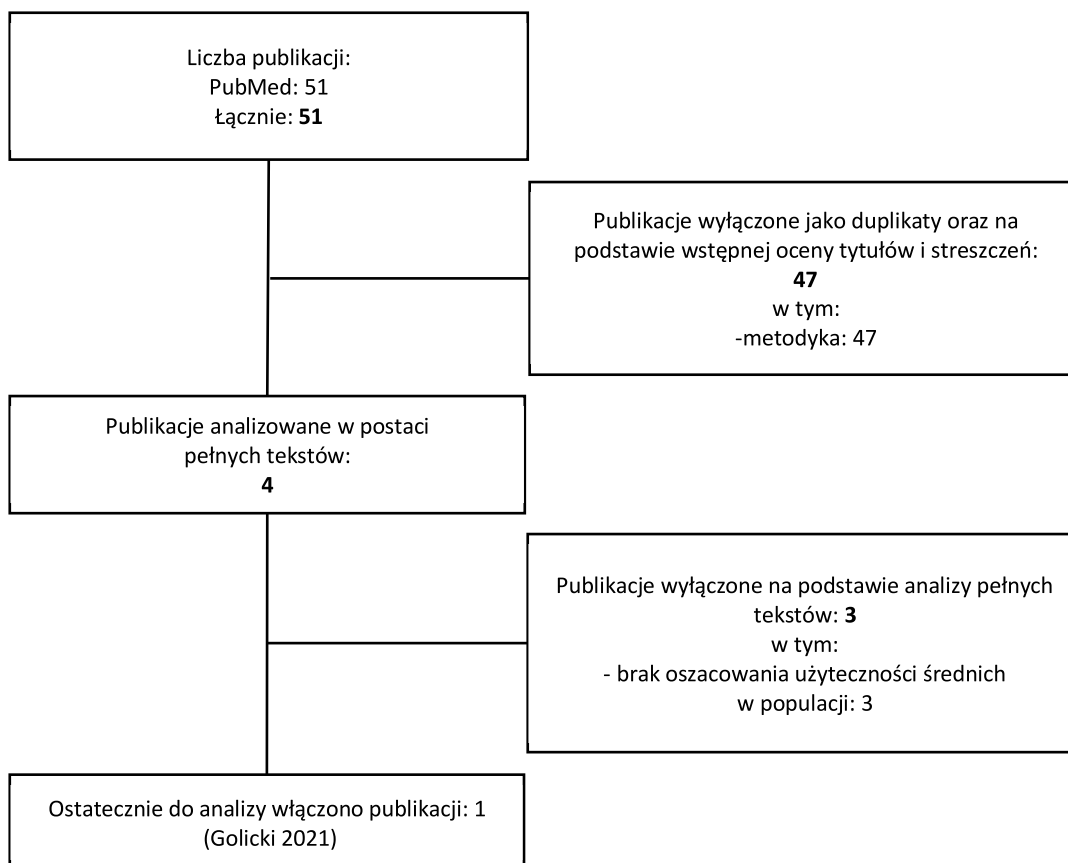 Liczba publikacji:
PubMed: 51
Łącznie: 51
Publikacje wyłączone jako duplikaty oraz na
podstawie wstępnej oceny tytułów i streszczeń:
47
w tym:
-metodyka: 47
Publikacje analizowane w postaci
pełnych tekstów:
4
Publikacje wyłączone na podstawie analizy pełnych
tekstów: 3
w tym:
- brak oszacowania użyteczności średnich
w populacji: 3
Ostatecznie do analizy włączono publikacji: 1
(Golicki 2021)